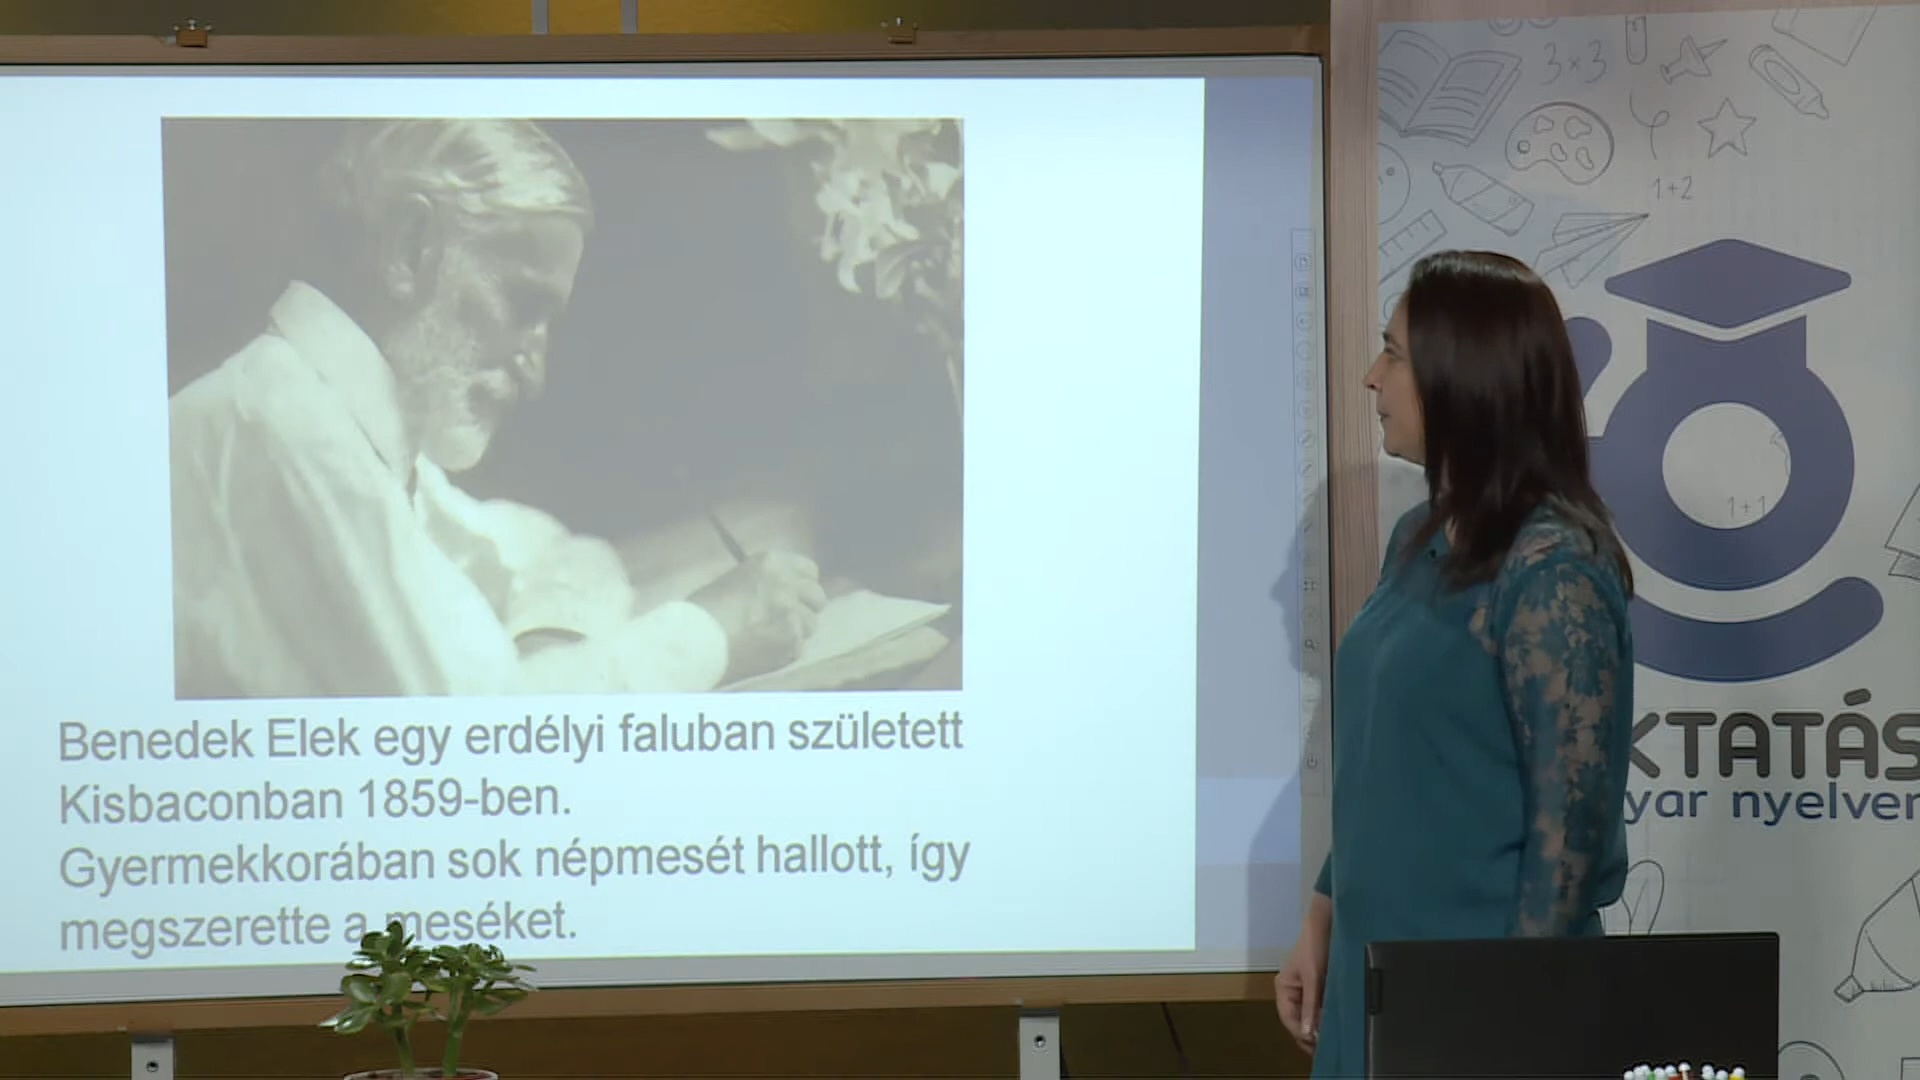 Benedek Elek egy erdélyi faluban született
Kisbaconban 1859-ben.
Gyermekkorában sok népmesét hallott, így
megszerette a meséket.
3×3
1+2
1+1
KTATÁS
yar nyelven